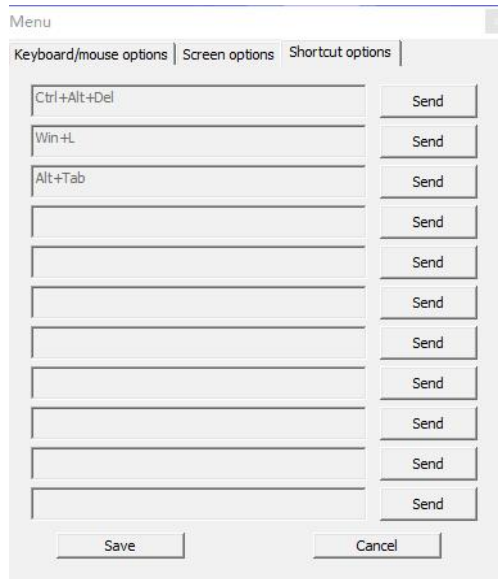 Menu
Keyboard/mouse options Screen options Shortcut options
Ctrl+Alt+Del Send
Win+L Send
Alt+Tab Send
Send
Send
Send
Send
Send
Send
Send
Send
Save Cancel